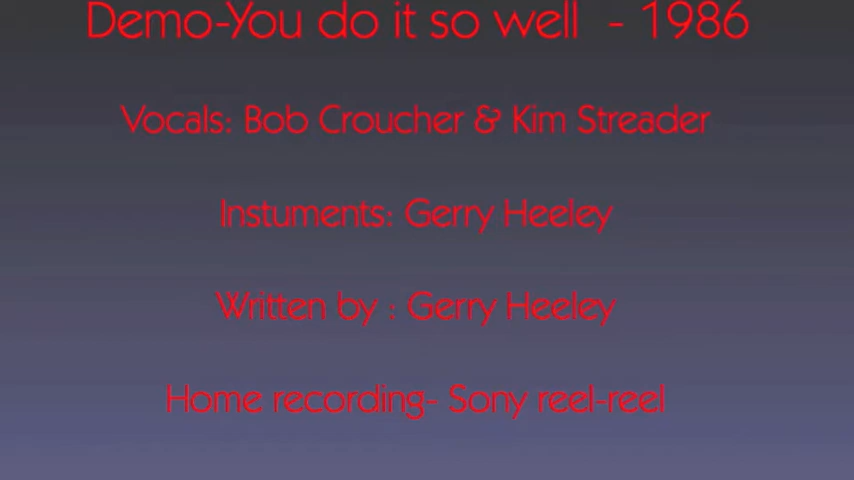 Demo-You do it so well - 1986
Vocals: Bob Croucher & Kim Streader
Instuments: Gerry Heeley
Written by : Gerry Heeley
Home recording- Sony reel-reel